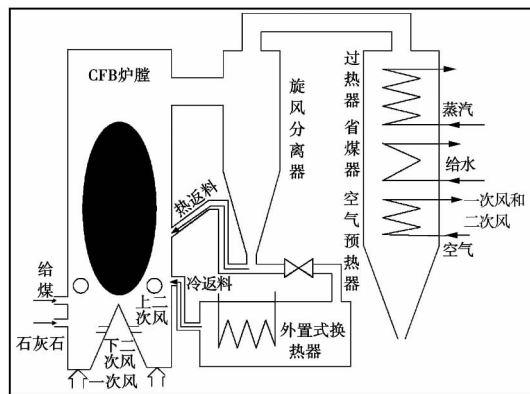 CFB炉膛
旋风分离器
过热器
省煤器
空气预热器
蒸汽
给水
一次风和
二次风
空气
热返料
冷返料
给
煤
石灰石
上二
次风
下二
次风
一次风
外置式换
热器